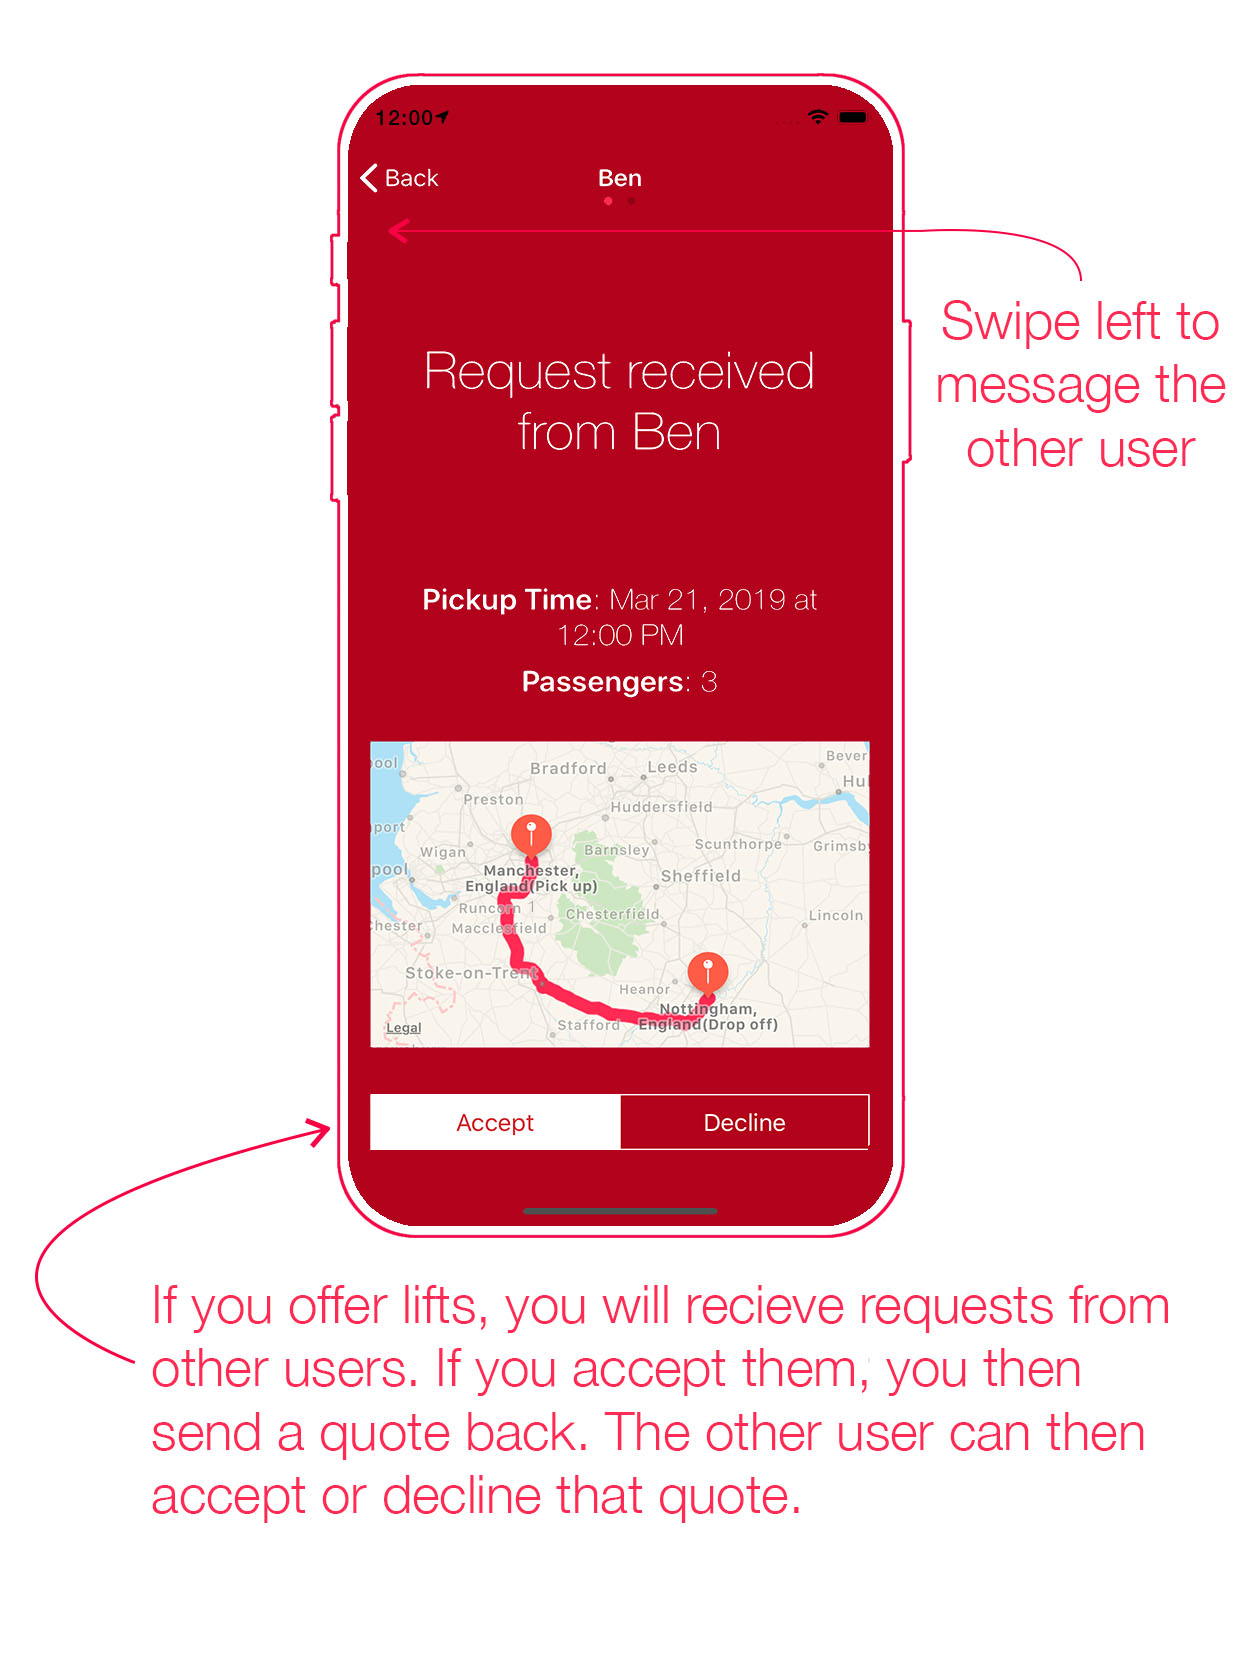 12:00
Back
Ben
Swipe left to
message the
other user
Request received
from Ben
Pickup Time: Mar 21, 2019 at
12:00 PM
Passengers: 3
ool
Bradford
Leeds
Bever
Hu
Preston
Huddersfield
port
Wigan
Barnsley
Scunthorpe
Grimsb
pool
Manchester,
England(Pick up)
Sheffield
Runcorn 1
Chesterfield
Lincoln
hester
Macclesfield
Stoke-on-Trent
Heanor
Nottingham,
England(Drop off)
Stafford
Legal
Accept
Decline
If you offer lifts, you will recieve requests from
other users. If you accept them, you then
send a quote back. The other user can then
accept or decline that quote.